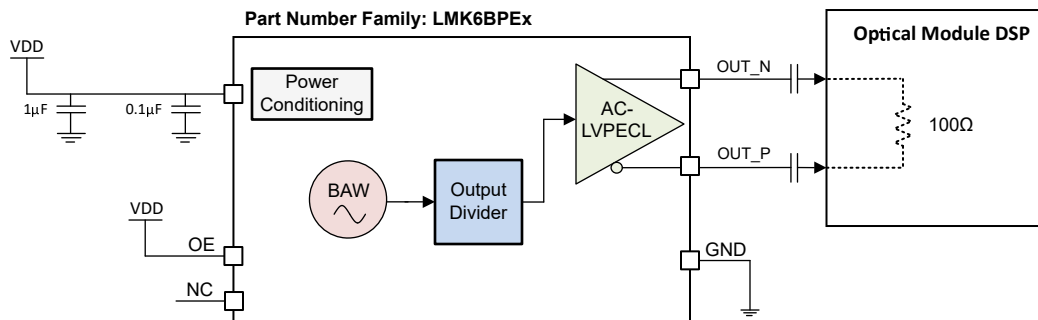 Part Number Family: LMK6BPEx
VDD
1µF
0.1µF
Power
Conditioning
AC-
LVPECL
OUT_N
OUT_P
Optical Module DSP
100Ω
BAW
Output
Divider
VDD
OE
NC
GND